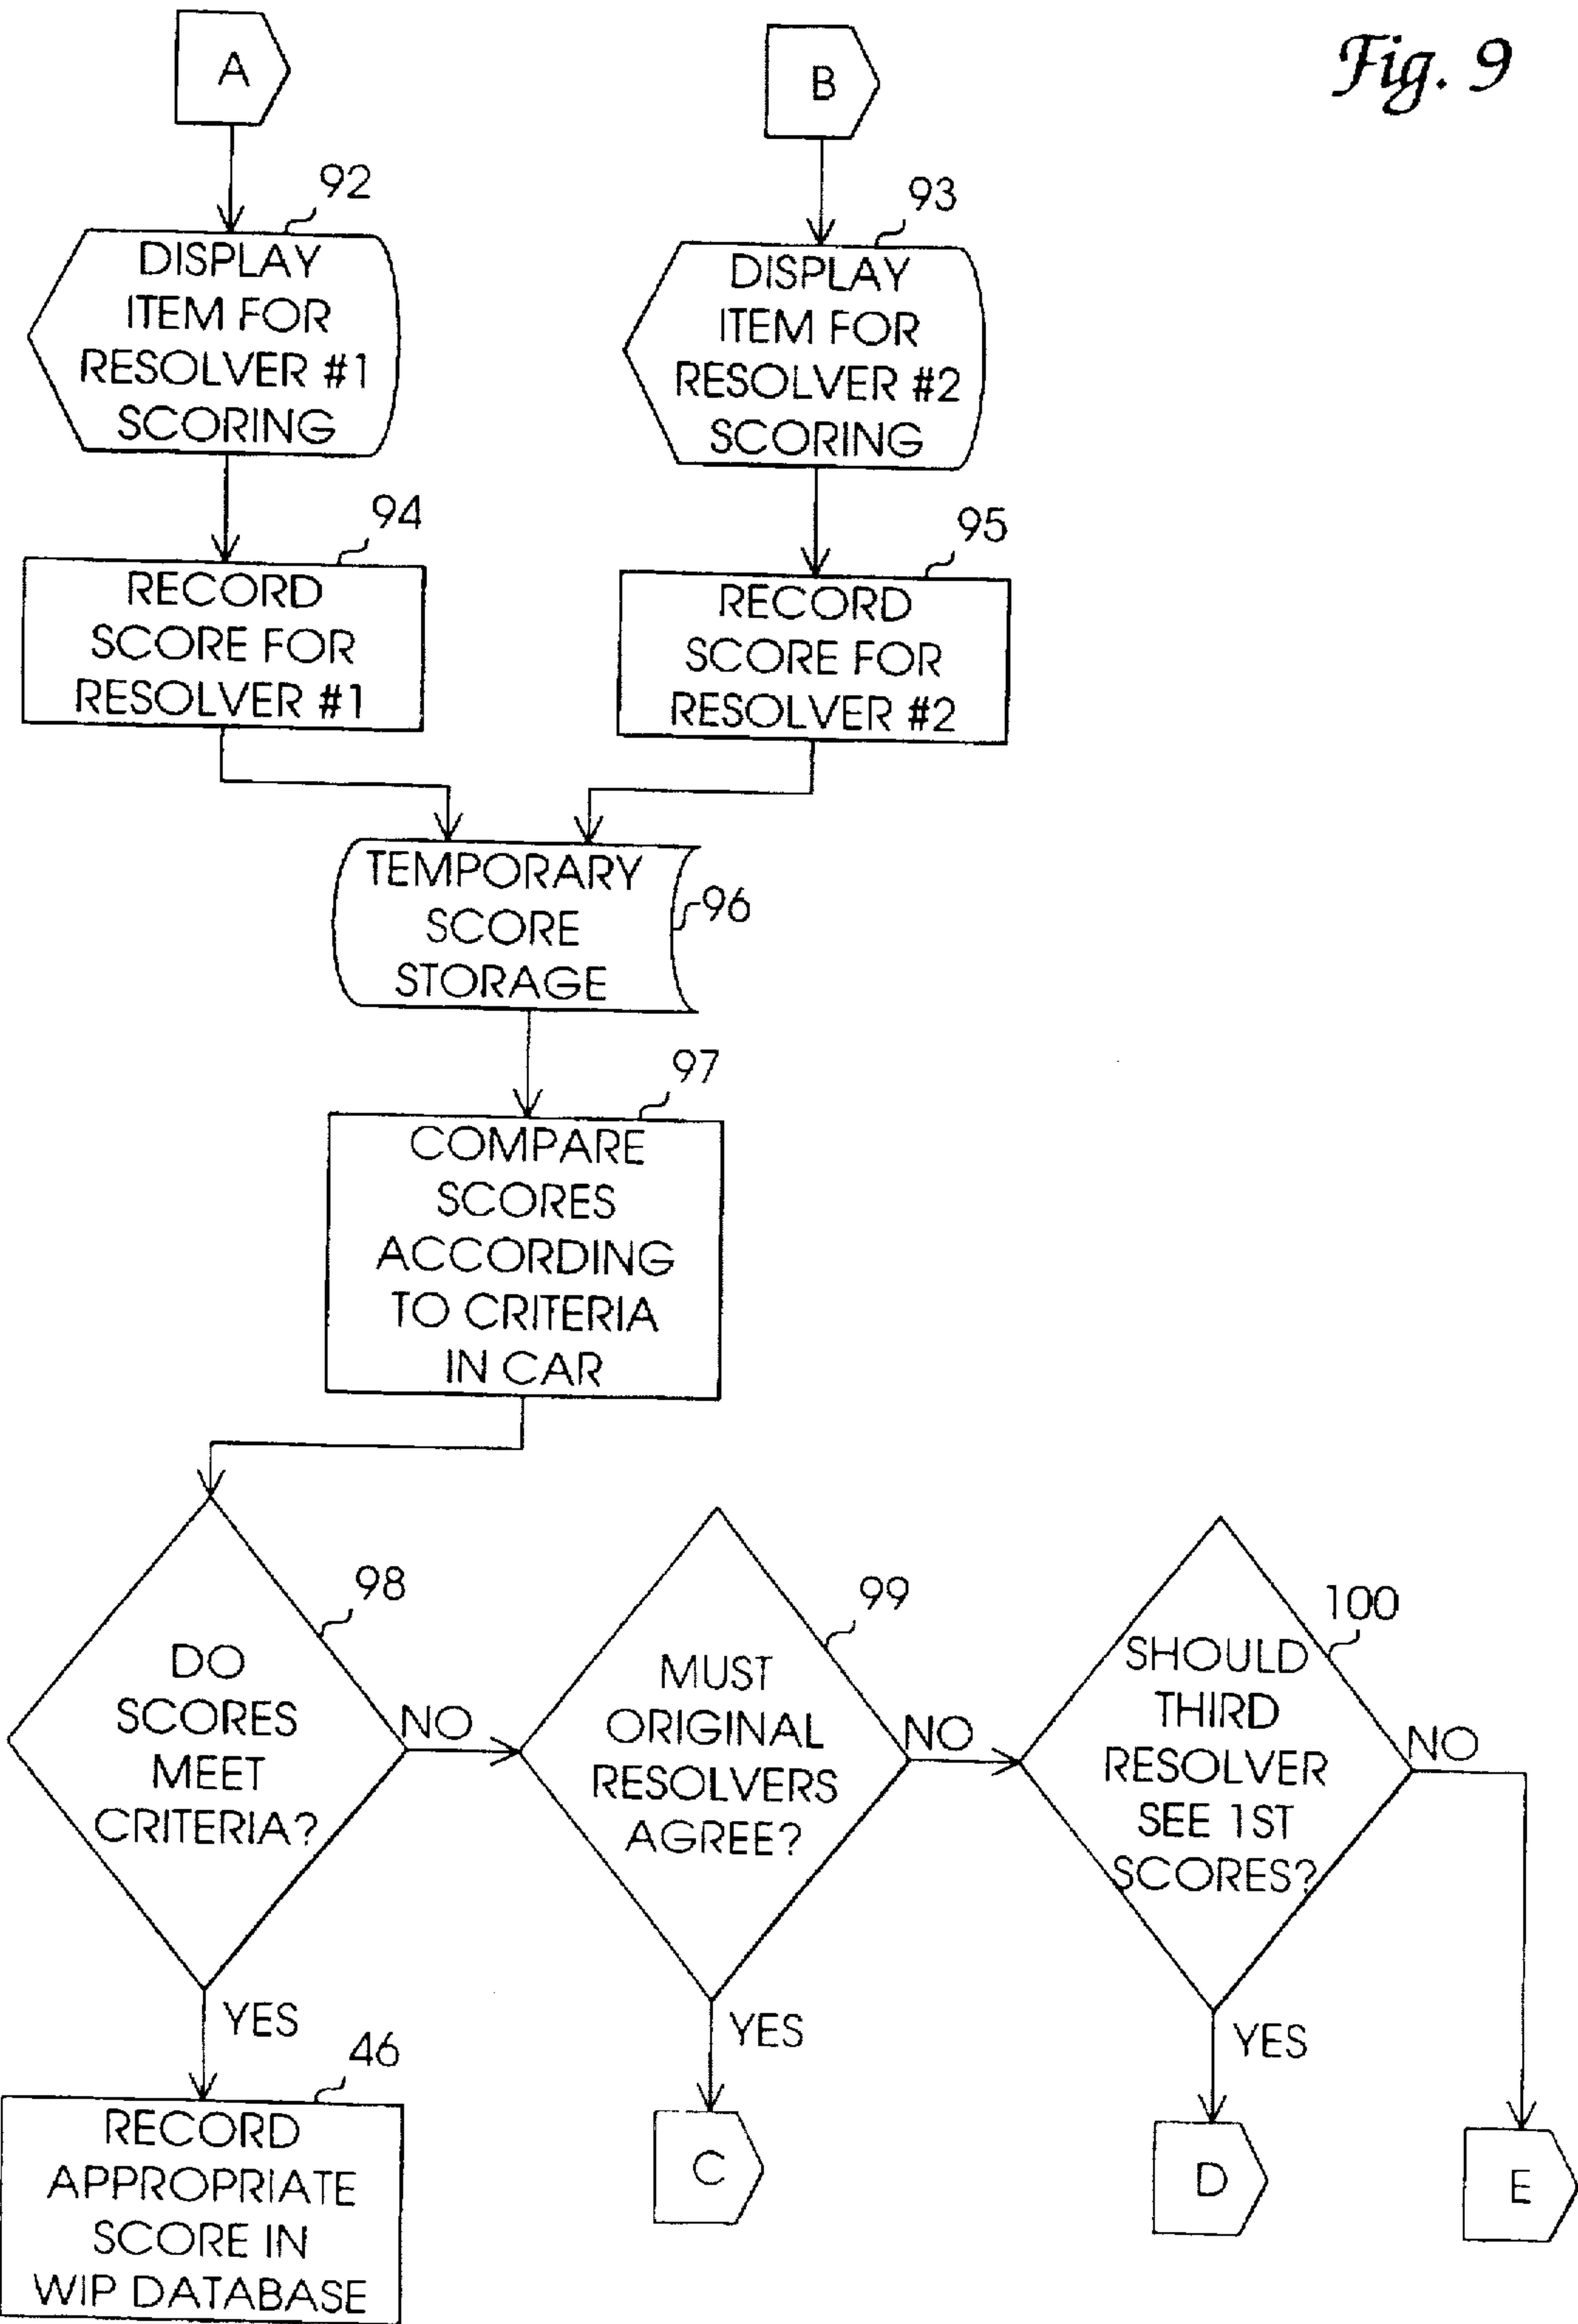 Fig. 9
A
B
92
DISPLAY
ITEM FOR
RESOLVER #1
SCORING
93
DISPLAY
ITEM FOR
RESOLVER #2
SCORING
94
RECORD
SCORE FOR
RESOLVER #1
95
RECORD
SCORE FOR
RESOLVER #2
TEMPORARY
SCORE
STORAGE
96
97
COMPARE
SCORES
ACCORDING
TO CRITERIA
IN CAR
98
DO
SCORES
MEET
CRITERIA?
NO
YES
99
MUST
ORIGINAL
RESOLVERS
AGREE?
NO
YES
100
SHOULD
THIRD
RESOLVER
SEE 1ST
SCORES?
NO
YES
46
RECORD
APPROPRIATE
SCORE IN
WIP DATABASE
C
D
E